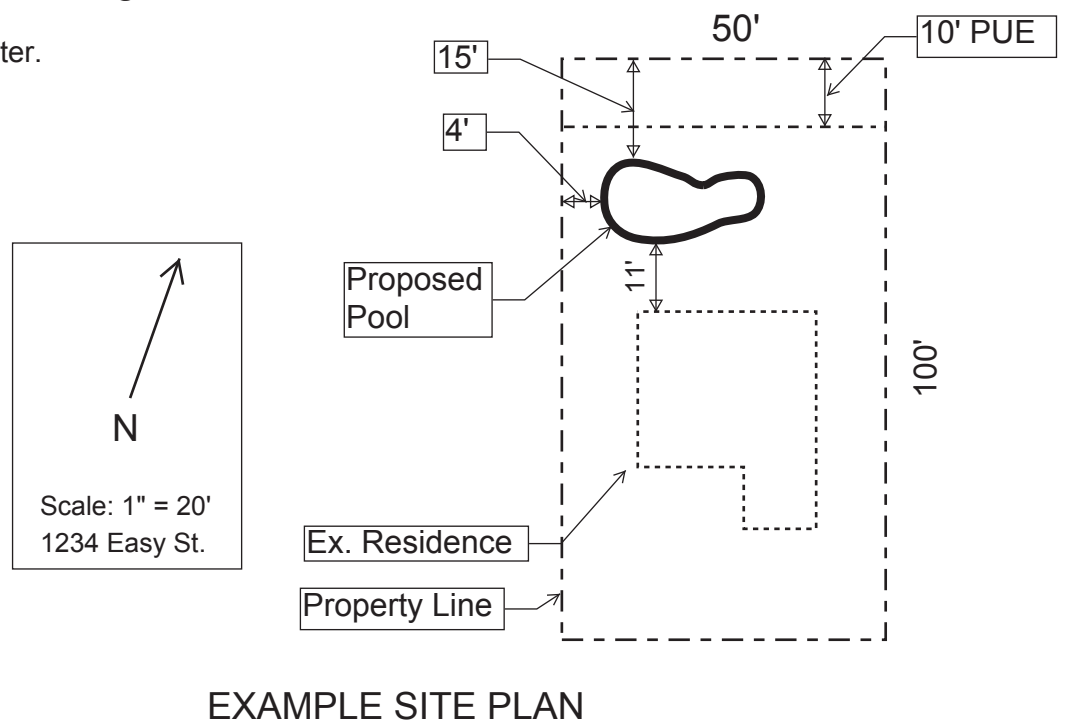 ter.
50'
10' PUE
15'
4'
Proposed
Pool
11'
100'
N
Scale: 1" = 20'
1234 Easy St.
Ex. Residence
Property Line
EXAMPLE SITE PLAN